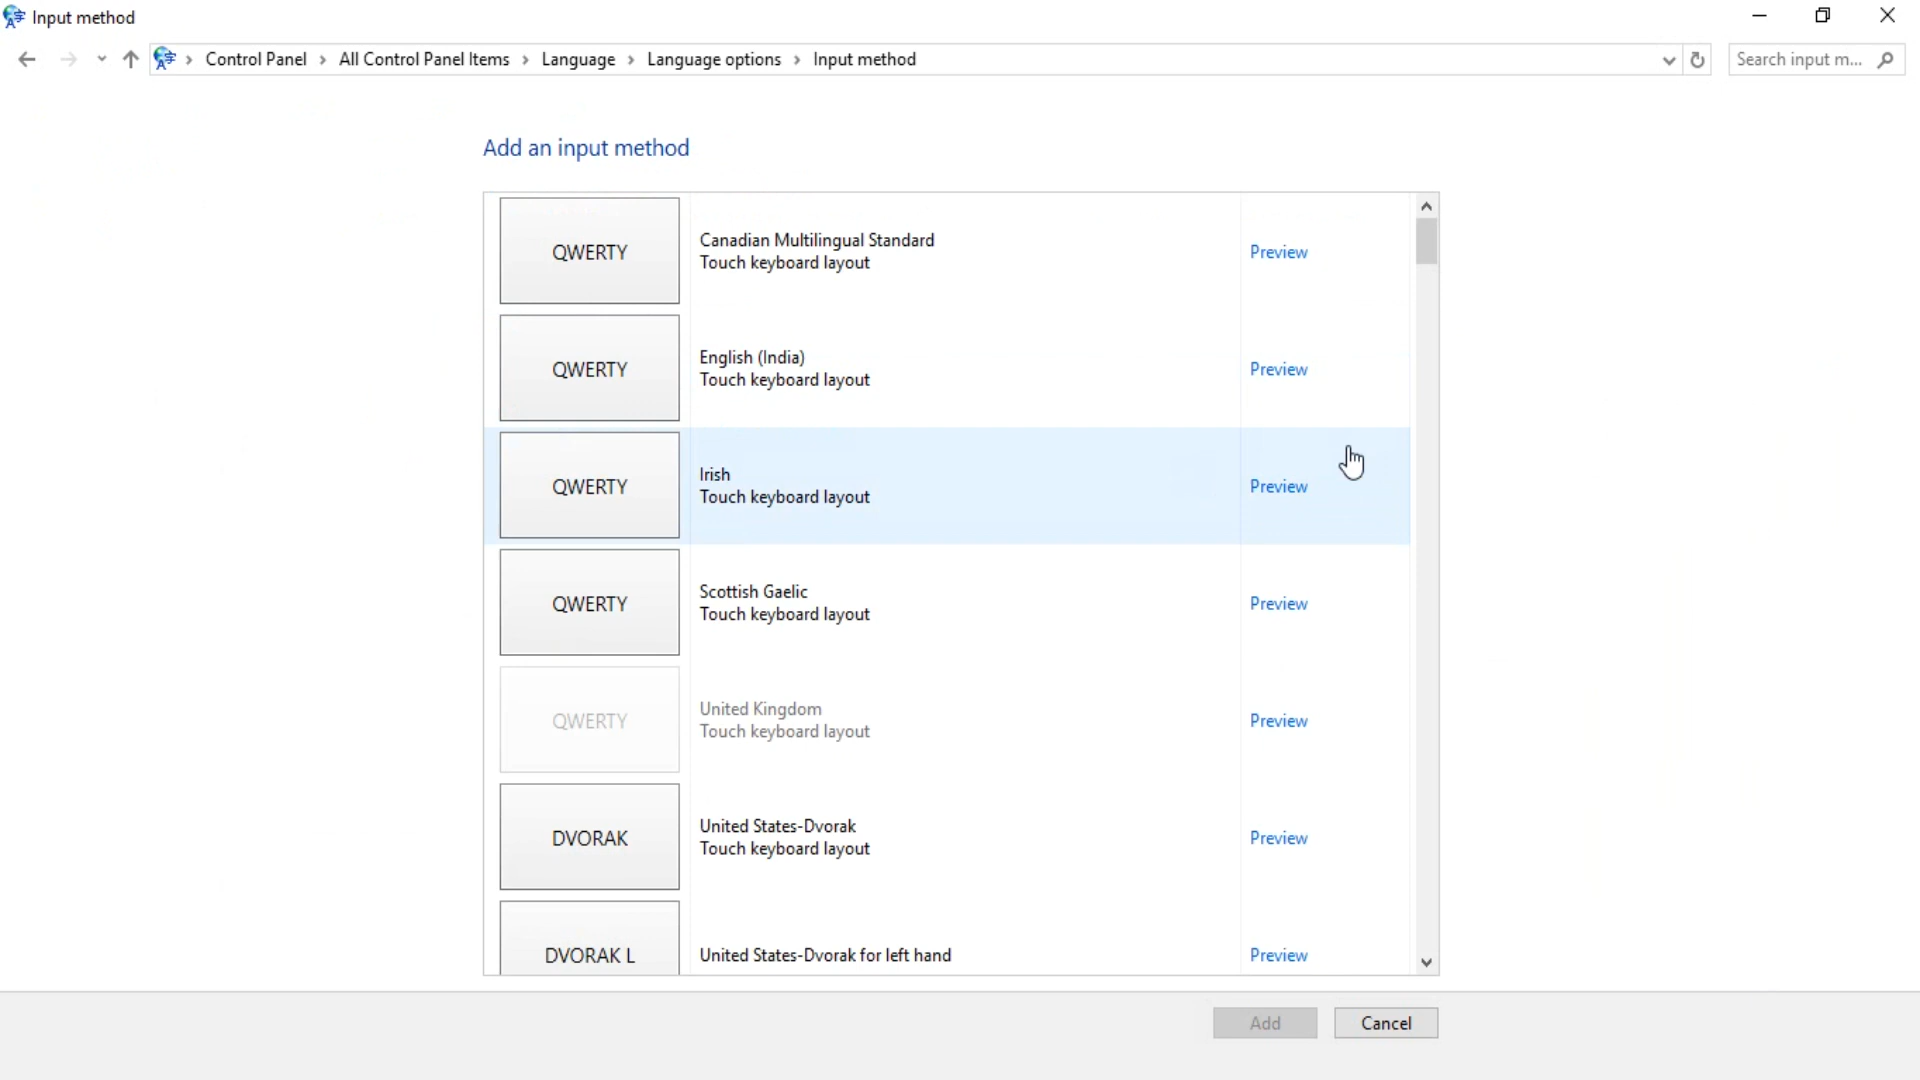 Input method
Control Panel > All Control Panel Items > Language > Language options > Input method
Search input m...
Add an input method
QWERTY
Canadian Multilingual Standard
Touch keyboard layout
Preview
QWERTY
English (India)
Touch keyboard layout
Preview
QWERTY
Irish
Touch keyboard layout
Preview
QWERTY
Scottish Gaelic
Touch keyboard layout
Preview
QWERTY
United Kingdom
Touch keyboard layout
Preview
DVORAK
United States-Dvorak
Touch keyboard layout
Preview
DVORAK L
United States-Dvorak for left hand
Preview
Add
Cancel